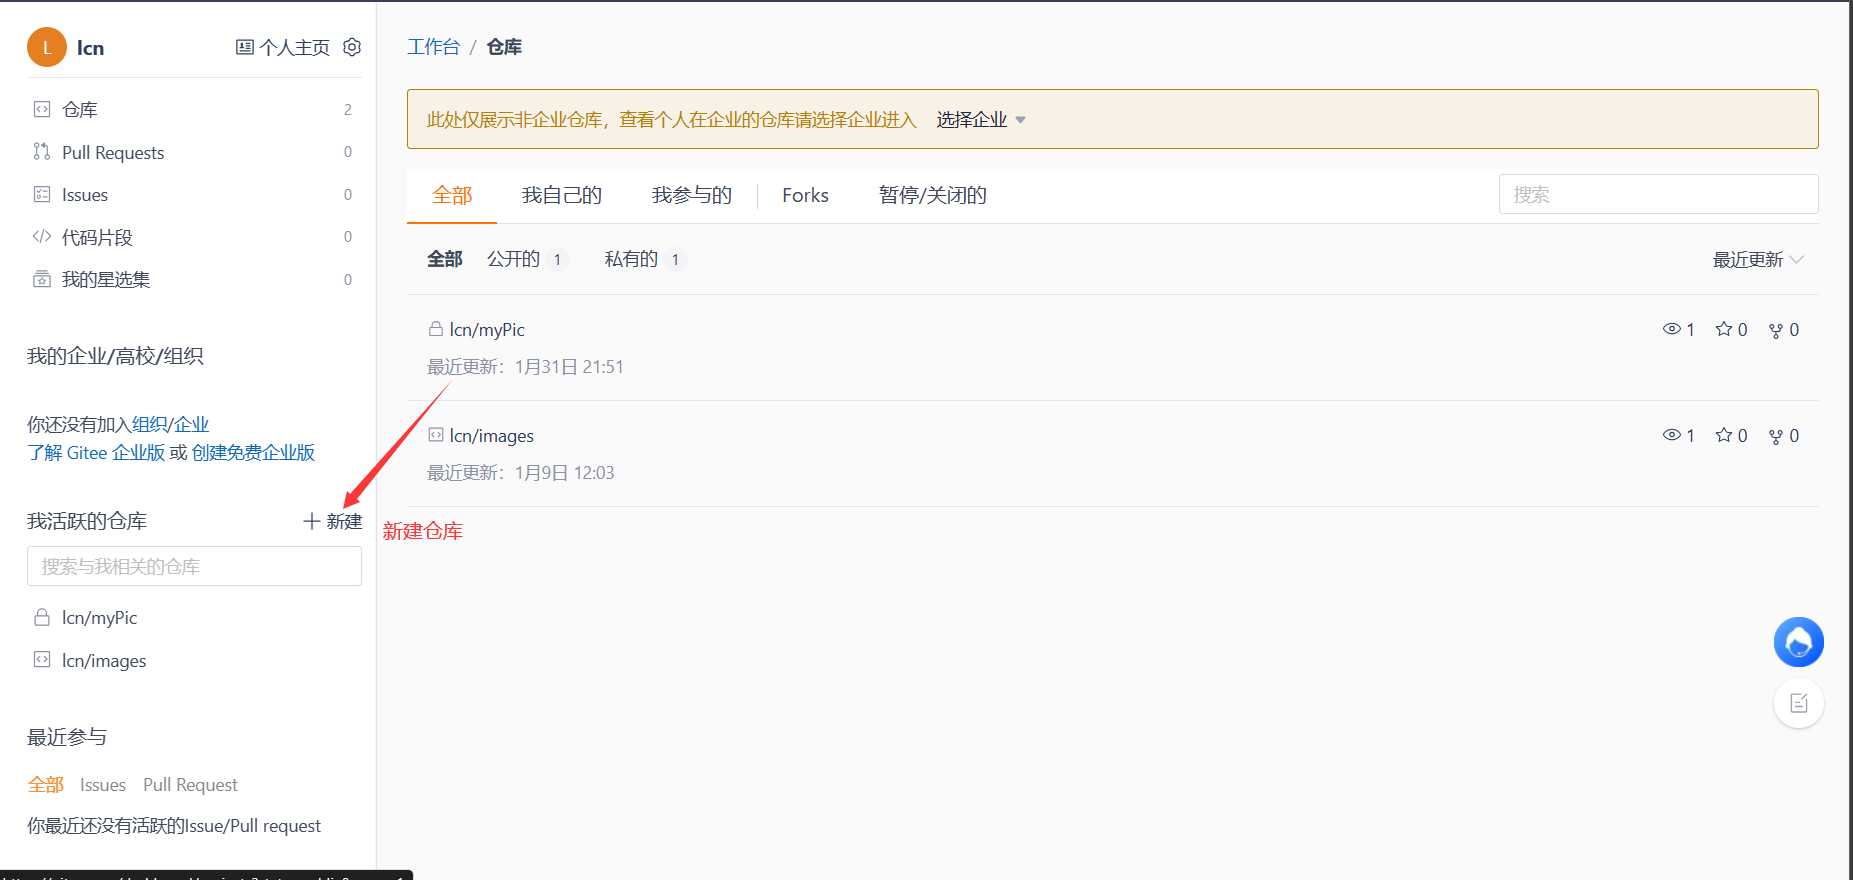 L
lcn
个人主页
仓库 2
Pull Requests 0
Issues 0
代码片段 0
我的星选集 0
我的企业/高校/组织
你还没有加入组织/企业
了解 Gitee 企业版 或 创建免费企业版
我活跃的仓库
新建
搜索与我相关的仓库
lcn/myPic
lcn/images
最近参与
全部 Issues Pull Request
你最近还没有活跃的Issue/Pull request
工作台 / 仓库
此处仅展示非企业仓库，查看个人在企业的仓库请选择企业进入 选择企业
全部 我自己的 我参与的 Forks 暂停/关闭的
搜索
全部 公开的 1 私有的 1
最近更新
lcn/myPic 1 0 0
最近更新：1月31日 21:51
lcn/images 1 0 0
最近更新：1月9日 12:03
新建仓库